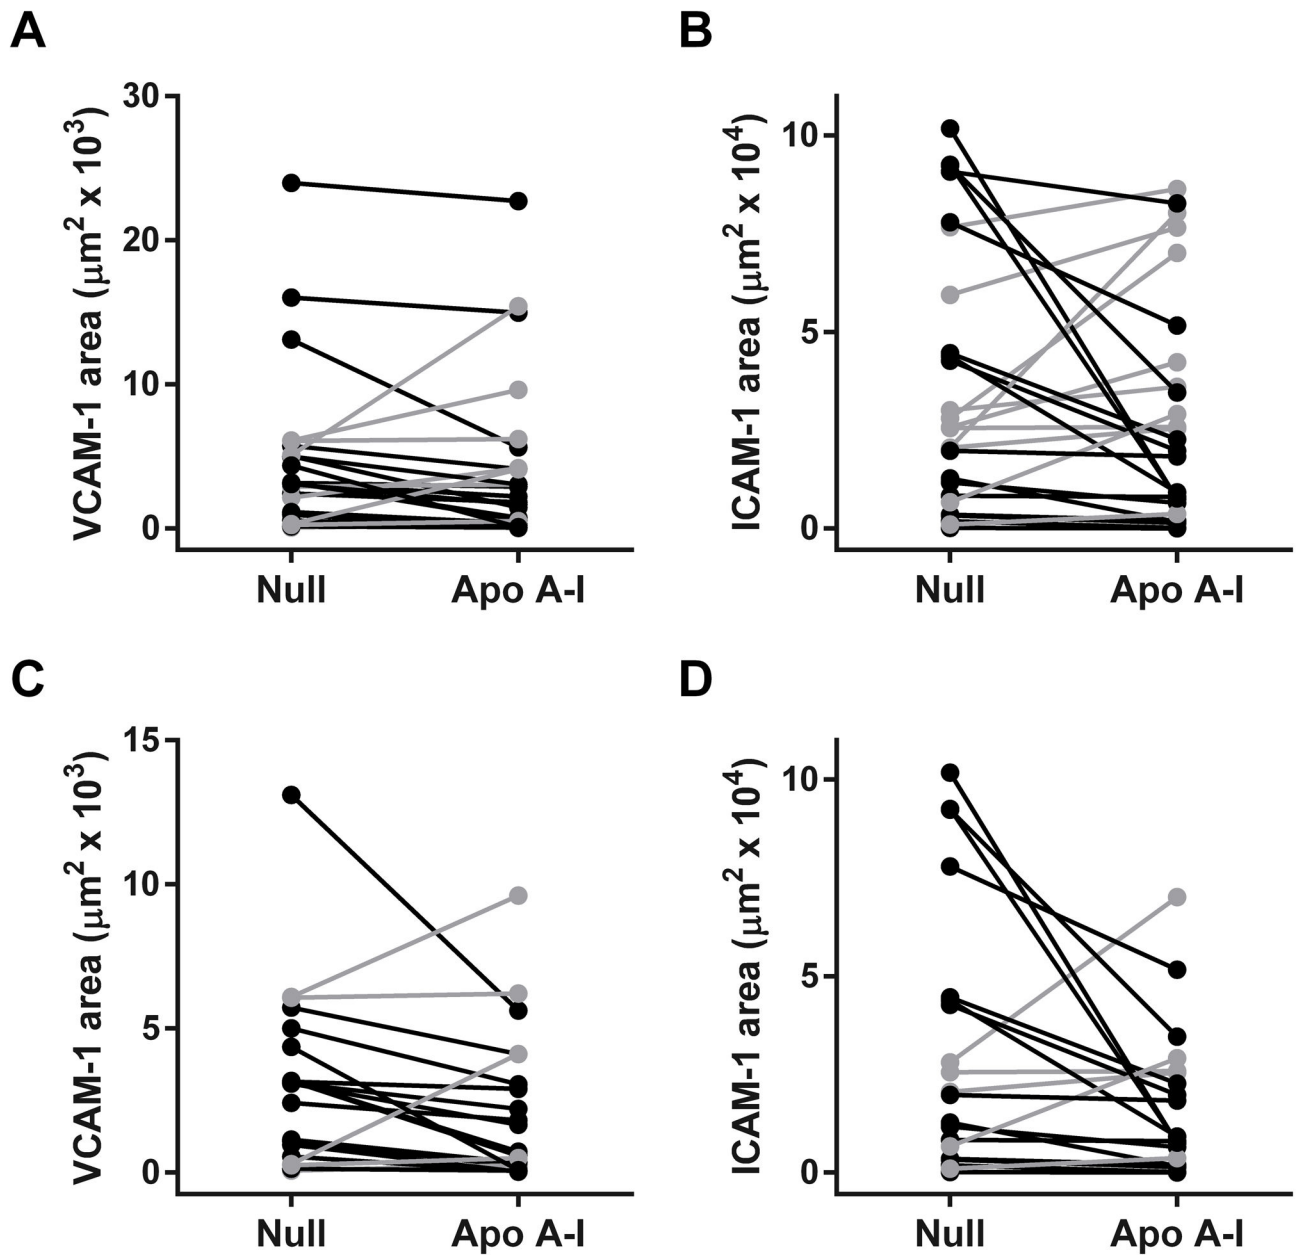 A
VCAM-1 area (µm² x 10³)
30
20
10
0
Null Apo A-I
B
ICAM-1 area (µm² x 10⁴)
10
5
0
Null Apo A-I
C
VCAM-1 area (µm² x 10³)
15
10
5
0
Null Apo A-I
D
ICAM-1 area (µm² x 10⁴)
10
5
0
Null Apo A-I